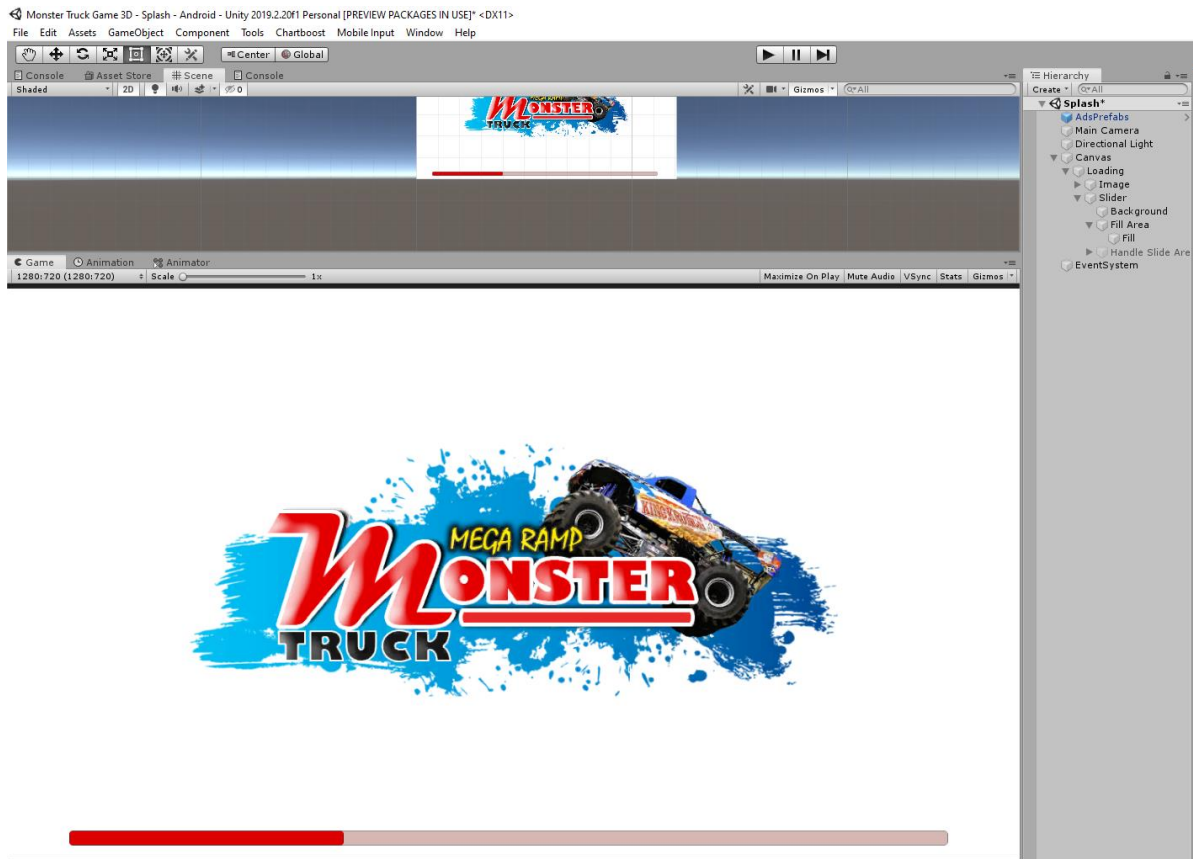 Monster Truck Game 3D - Splash - Android - Unity 2019.2.20f1 Personal [PREVIEW PACKAGES IN USE]* <DX11>
File Edit Assets GameObject Component Tools Chartboost Mobile Input Window Help
Center Global
Console Asset Store Scene Console
Shaded 2D 0 Gizmos All
MONSTER
TRUCK
Game Animation Animator
1280:720 (1280:720) Scale 1x Maximize On Play Mute Audio VSync Stats Gizmos
MEGA RAMP
MONSTER
TRUCK
Hierarchy
Create All
Splash*
AdsPrefabs
Main Camera
Directional Light
Canvas
Loading
Image
Slider
Background
Fill Area
Fill
Handle Slide Are
EventSystem